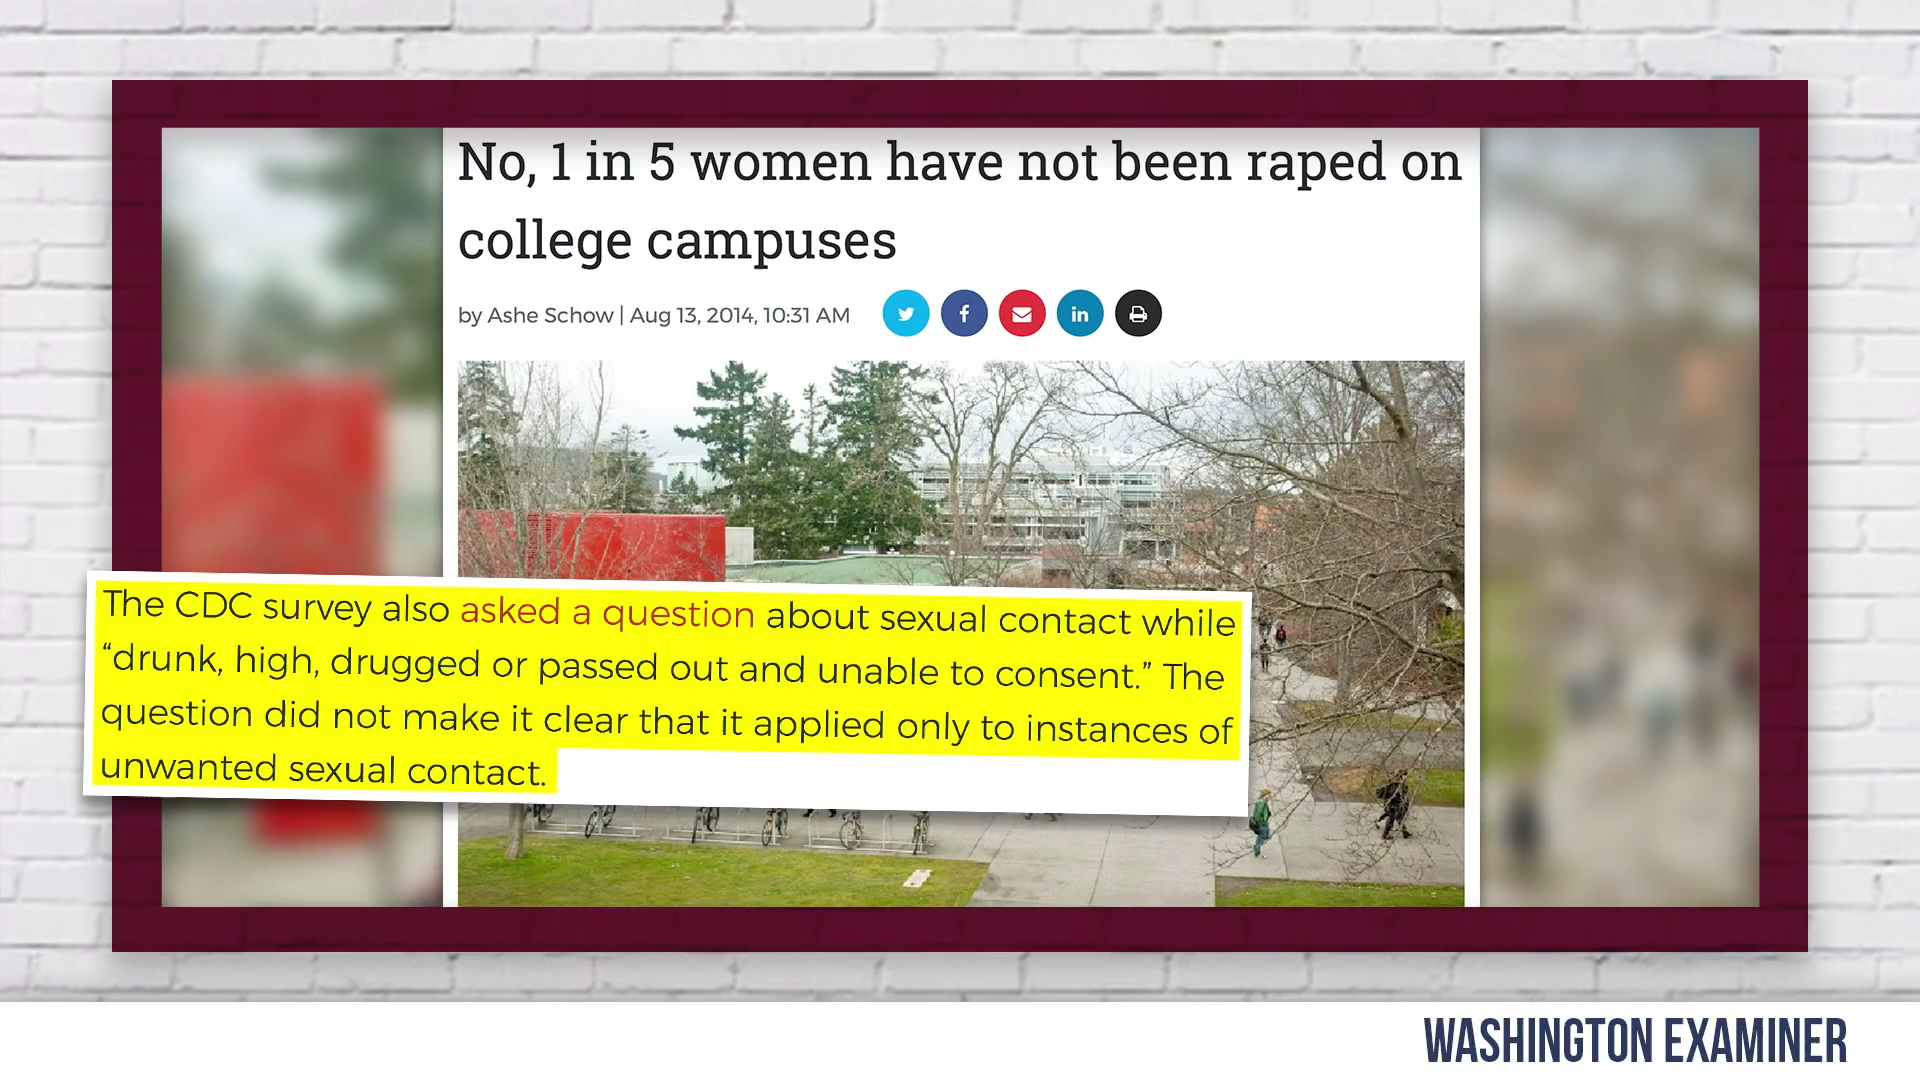 No, 1 in 5 women have not been raped on
college campuses
by Ashe Schow | Aug 13, 2014, 10:31 AM
The CDC survey also asked a question about sexual contact while
“drunk, high, drugged or passed out and unable to consent.” The
question did not make it clear that it applied only to instances of
unwanted sexual contact.
WASHINGTON EXAMINER